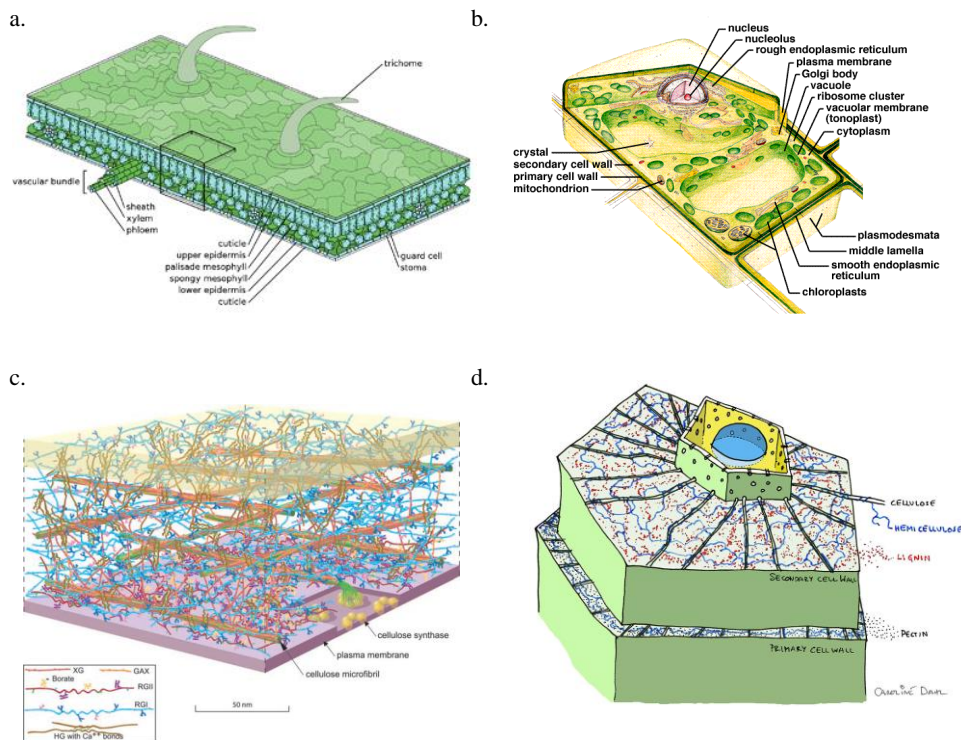 a.
trichome
vascular bundle
sheath
xylem
phloem
cuticle
upper epidermis
palisade mesophyll
spongy mesophyll
lower epidermis
cuticle
guard cell
stoma
b.
nucleus
nucleolus
rough endoplasmic reticulum
plasma membrane
Golgi body
vacuole
ribosome cluster
vacuolar membrane
(tonoplast)
cytoplasm
crystal
secondary cell wall
primary cell wall
mitochondrion
plasmodesmata
middle lamella
smooth endoplasmic
reticulum
chloroplasts
c.
cellulose synthase
plasma membrane
cellulose microfibril
XG
GAX
Borate
RGII
RGI
HG with Ca++ bonds
50 nm
d.
CELLULOSE
HEMICELLULOSE
LIGNIN
SECONDARY CELL WALL
PECTIN
PRIMARY CELL WALL